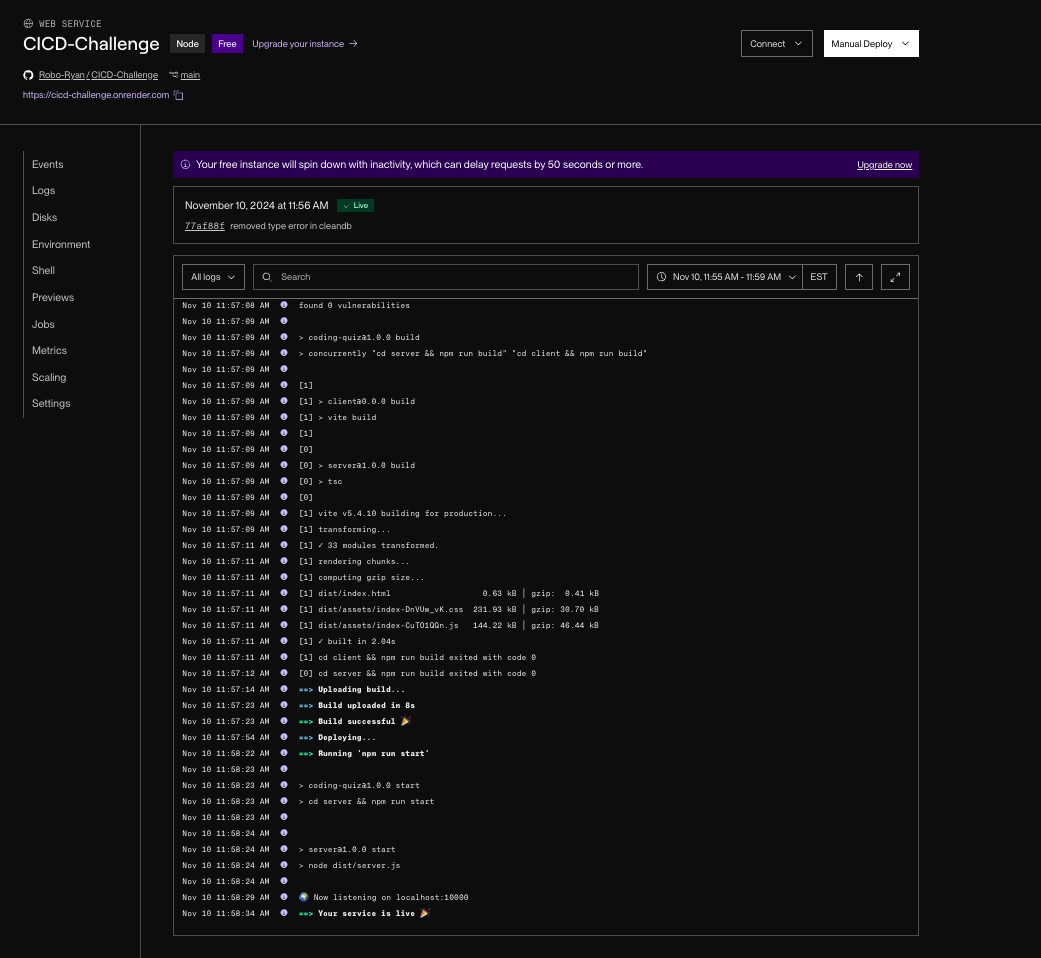 WEB SERVICE
CICD-Challenge Node Free Upgrade your instance →
Connect Manual Deploy
Robo-Ryan / CICD-Challenge main
https://cicd-challenge.onrender.com
Events
Logs
Disks
Environment
Shell
Previews
Jobs
Metrics
Scaling
Settings
Your free instance will spin down with inactivity, which can delay requests by 50 seconds or more. Upgrade now
November 10, 2024 at 11:56 AM ✓ Live
77af88f removed type error in cleandb
All logs Search Nov 10, 11:55 AM - 11:59 AM EST
Nov 10 11:57:08 AM found 0 vulnerabilities
Nov 10 11:57:09 AM
Nov 10 11:57:09 AM > coding-quiz@1.0.0 build
Nov 10 11:57:09 AM > concurrently "cd server && npm run build" "cd client && npm run build"
Nov 10 11:57:09 AM
Nov 10 11:57:09 AM [1]
Nov 10 11:57:09 AM [1] > client@0.0.0 build
Nov 10 11:57:09 AM [1] > vite build
Nov 10 11:57:09 AM [1]
Nov 10 11:57:09 AM [0]
Nov 10 11:57:09 AM [0] > server@1.0.0 build
Nov 10 11:57:09 AM [0] > tsc
Nov 10 11:57:09 AM [0]
Nov 10 11:57:09 AM [1] vite v5.4.10 building for production...
Nov 10 11:57:09 AM [1] transforming...
Nov 10 11:57:11 AM [1] ✓ 33 modules transformed.
Nov 10 11:57:11 AM [1] rendering chunks...
Nov 10 11:57:11 AM [1] computing gzip size...
Nov 10 11:57:11 AM [1] dist/index.html 0.63 kB │ gzip: 0.41 kB
Nov 10 11:57:11 AM [1] dist/assets/index-DnVUw_vK.css 231.93 kB │ gzip: 30.70 kB
Nov 10 11:57:11 AM [1] dist/assets/index-CuTO1QQn.js 144.22 kB │ gzip: 46.44 kB
Nov 10 11:57:11 AM [1] ✓ built in 2.04s
Nov 10 11:57:11 AM [1] cd client && npm run build exited with code 0
Nov 10 11:57:12 AM [0] cd server && npm run build exited with code 0
Nov 10 11:57:14 AM ==> Uploading build...
Nov 10 11:57:23 AM ==> Build uploaded in 8s
Nov 10 11:57:23 AM ==> Build successful 🎉
Nov 10 11:57:54 AM ==> Deploying...
Nov 10 11:58:22 AM ==> Running 'npm run start'
Nov 10 11:58:23 AM
Nov 10 11:58:23 AM > coding-quiz@1.0.0 start
Nov 10 11:58:23 AM > cd server && npm run start
Nov 10 11:58:23 AM
Nov 10 11:58:24 AM
Nov 10 11:58:24 AM > server@1.0.0 start
Nov 10 11:58:24 AM > node dist/server.js
Nov 10 11:58:24 AM
Nov 10 11:58:29 AM 🌍 Now listening on localhost:10000
Nov 10 11:58:34 AM ==> Your service is live 🎉